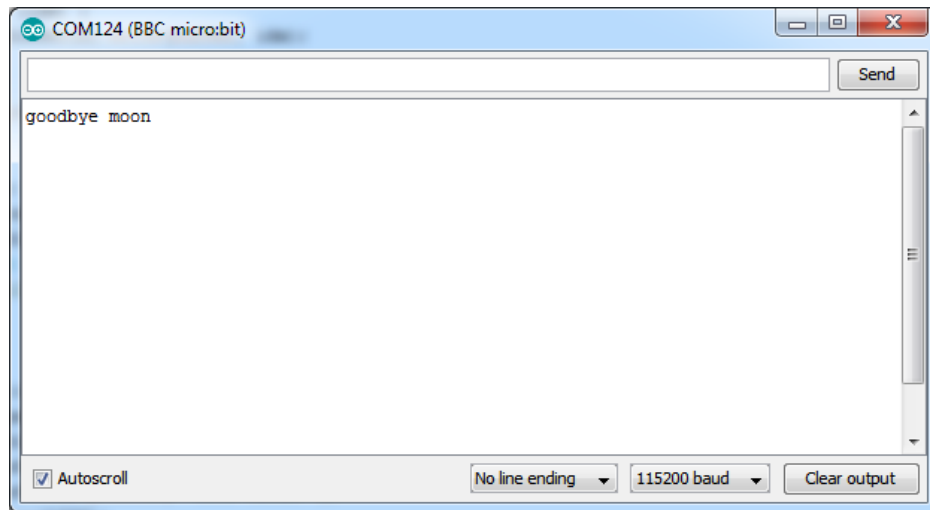 COM124 (BBC micro:bit)
Send
goodbye moon
Autoscroll
No line ending
115200 baud
Clear output